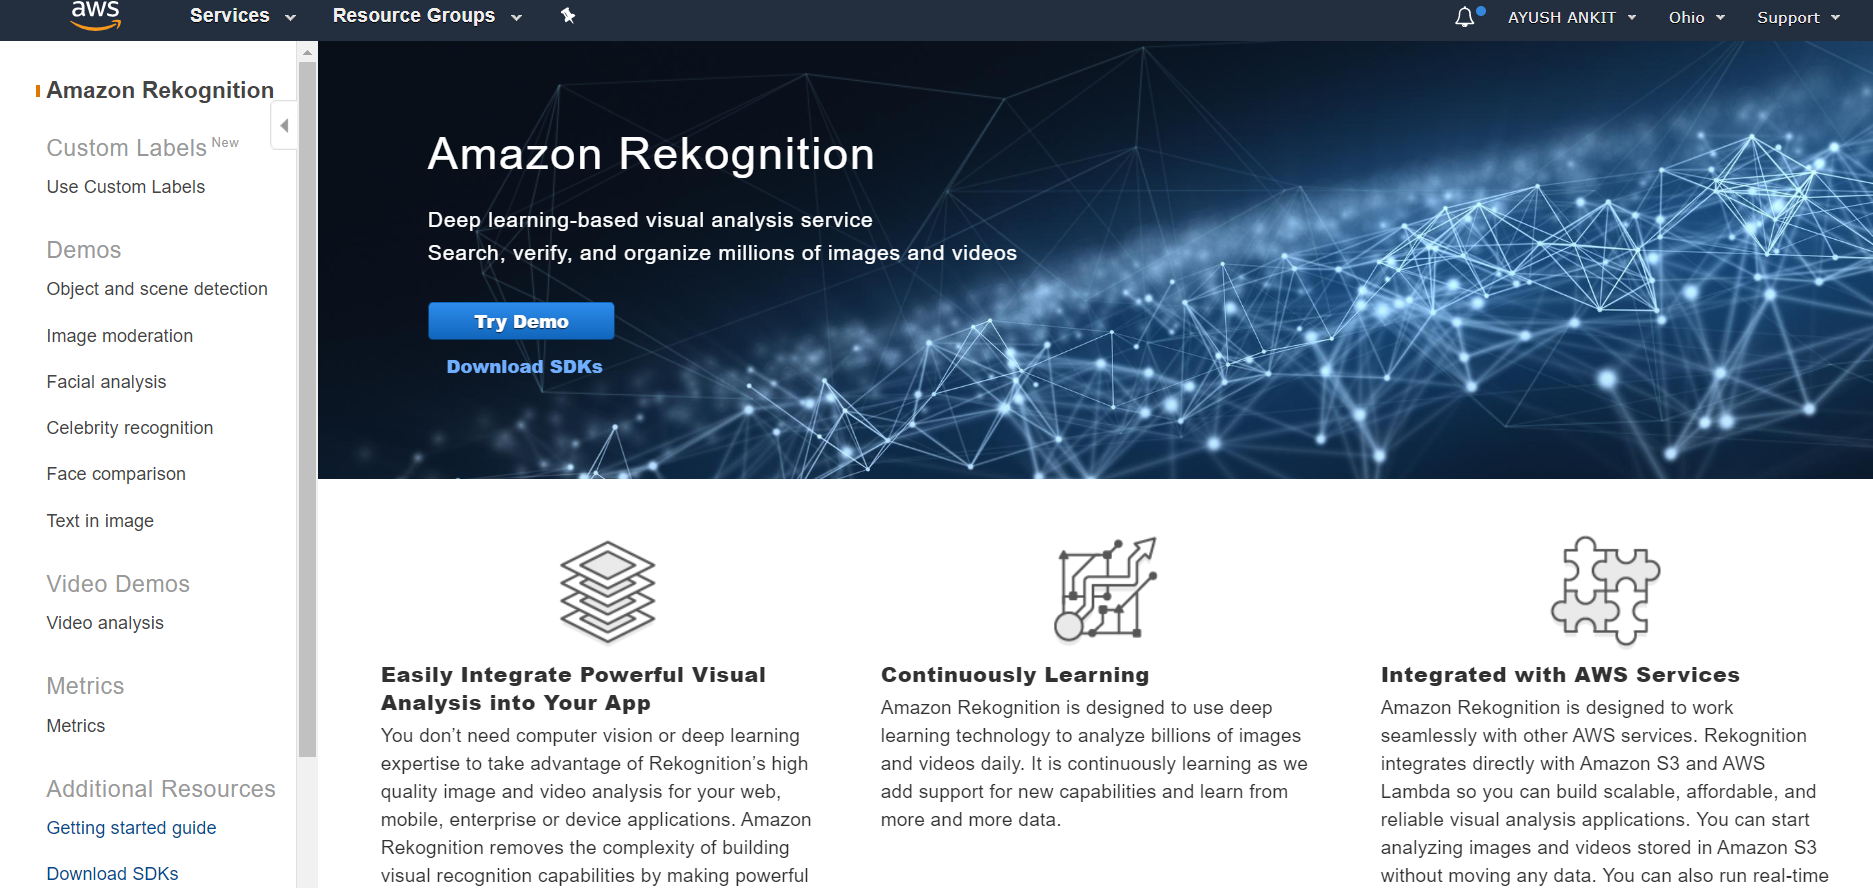 aws
Services
Resource Groups
AYUSH ANKIT
Ohio
Support
Amazon Rekognition
Custom Labels New
Use Custom Labels
Demos
Object and scene detection
Image moderation
Facial analysis
Celebrity recognition
Face comparison
Text in image
Video Demos
Video analysis
Metrics
Metrics
Additional Resources
Getting started guide
Download SDKs
Amazon Rekognition
Deep learning-based visual analysis service
Search, verify, and organize millions of images and videos
Try Demo
Download SDKs
Easily Integrate Powerful Visual
Analysis into Your App
You don’t need computer vision or deep learning
expertise to take advantage of Rekognition’s high
quality image and video analysis for your web,
mobile, enterprise or device applications. Amazon
Rekognition removes the complexity of building
visual recognition capabilities by making powerful
Continuously Learning
Amazon Rekognition is designed to use deep
learning technology to analyze billions of images
and videos daily. It is continuously learning as we
add support for new capabilities and learn from
more and more data.
Integrated with AWS Services
Amazon Rekognition is designed to work
seamlessly with other AWS services. Rekognition
integrates directly with Amazon S3 and AWS
Lambda so you can build scalable, affordable, and
reliable visual analysis applications. You can start
analyzing images and videos stored in Amazon S3
without moving any data. You can also run real-time